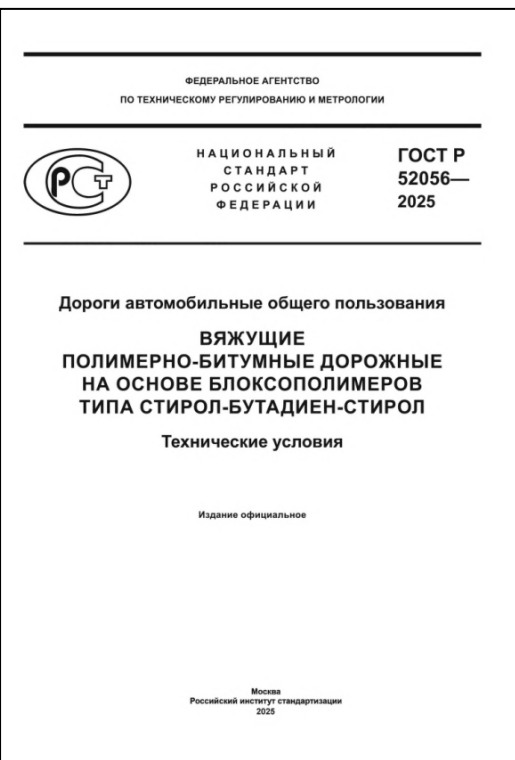 ФЕДЕРАЛЬНОЕ АГЕНТСТВО
ПО ТЕХНИЧЕСКОМУ РЕГУЛИРОВАНИЮ И МЕТРОЛОГИИ
РСТ
НАЦИОНАЛЬНЫЙ
СТАНДАРТ
РОССИЙСКОЙ
ФЕДЕРАЦИИ
ГОСТ Р
52056—
2025
Дороги автомобильные общего пользования
ВЯЖУЩИЕ
ПОЛИМЕРНО-БИТУМНЫЕ ДОРОЖНЫЕ
НА ОСНОВЕ БЛОКСОПОЛИМЕРОВ
ТИПА СТИРОЛ-БУТАДИЕН-СТИРОЛ
Технические условия
Издание официальное
Москва
Российский институт стандартизации
2025